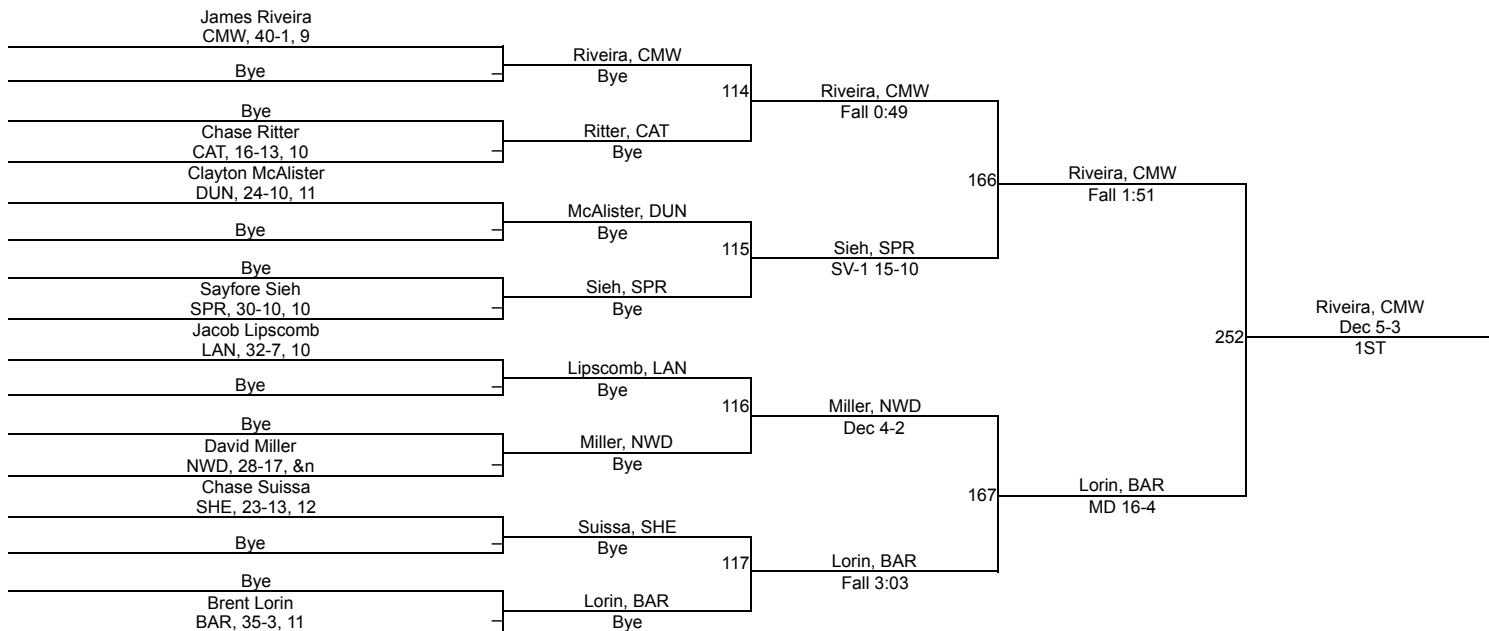 James Riveira
CMW, 40-1, 9
Bye
Bye
Chase Ritter
CAT, 16-13, 10
Clayton McAlister
DUN, 24-10, 11
Bye
Bye
Sayfore Sieh
SPR, 30-10, 10
Jacob Lipscomb
LAN, 32-7, 10
Bye
Bye
David Miller
NWD, 28-17, &n
Chase Suissa
SHE, 23-13, 12
Bye
Bye
Brent Lorin
BAR, 35-3, 11
Riveira, CMW
Bye
114
Ritter, CAT
Bye
McAlister, DUN
Bye
115
Sieh, SPR
Bye
Lipscomb, LAN
Bye
116
Miller, NWD
Bye
Suissa, SHE
Bye
117
Lorin, BAR
Bye
Riveira, CMW
Fall 0:49
166
Sieh, SPR
SV-1 15-10
Miller, NWD
Dec 4-2
167
Lorin, BAR
Fall 3:03
Riveira, CMW
Fall 1:51
252
Lorin, BAR
MD 16-4
Riveira, CMW
Dec 5-3
1ST